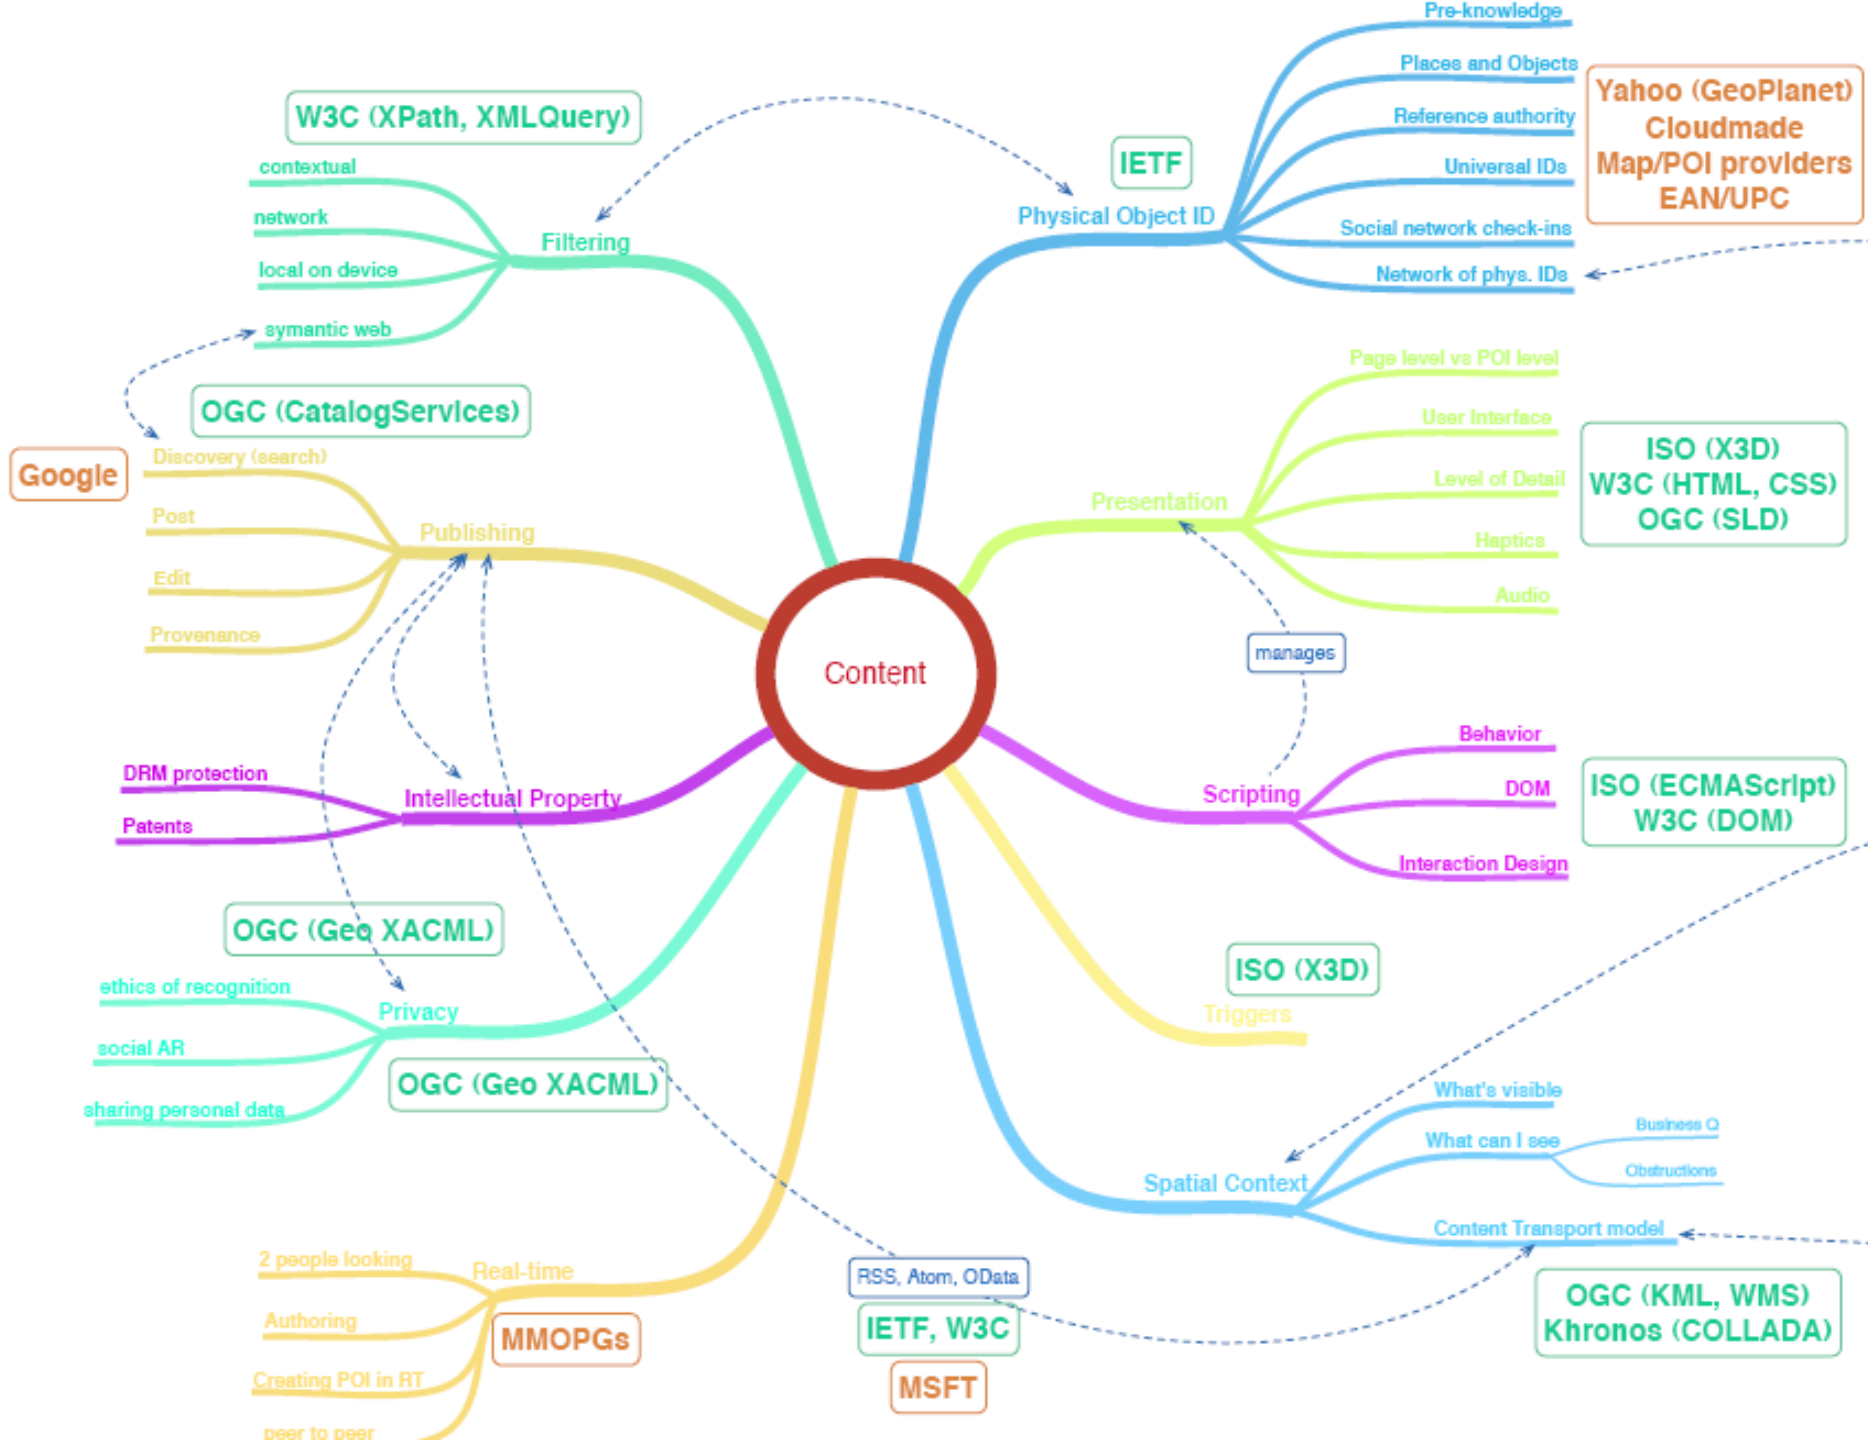 Pre-knowledge
Places and Objects
Reference authority
Universal IDs
Social network check-ins
Network of phys. IDs
Yahoo (GeoPlanet)
Cloudmade
Map/POI providers
EAN/UPC
IETF
Physical Object ID
W3C (XPath, XMLQuery)
contextual
network
local on device
symantic web
Filtering
OGC (CatalogServices)
Google
Discovery (search)
Post
Edit
Provenance
Publishing
Page level vs POI level
User Interface
Level of Detail
Haptics
Audio
Presentation
ISO (X3D)
W3C (HTML, CSS)
OGC (SLD)
manages
Content
DRM protection
Patents
Intellectual Property
Behavior
DOM
Interaction Design
Scripting
ISO (ECMAScript)
W3C (DOM)
OGC (Geo XACML)
ethics of recognition
social AR
sharing personal data
Privacy
OGC (Geo XACML)
ISO (X3D)
Triggers
What's visible
What can I see
Business Q
Obstructions
Spatial Context
Content Transport model
OGC (KML, WMS)
Khronos (COLLADA)
2 people looking
Authoring
Creating POI in RT
peer to peer
Real-time
MMOPGs
RSS, Atom, OData
IETF, W3C
MSFT